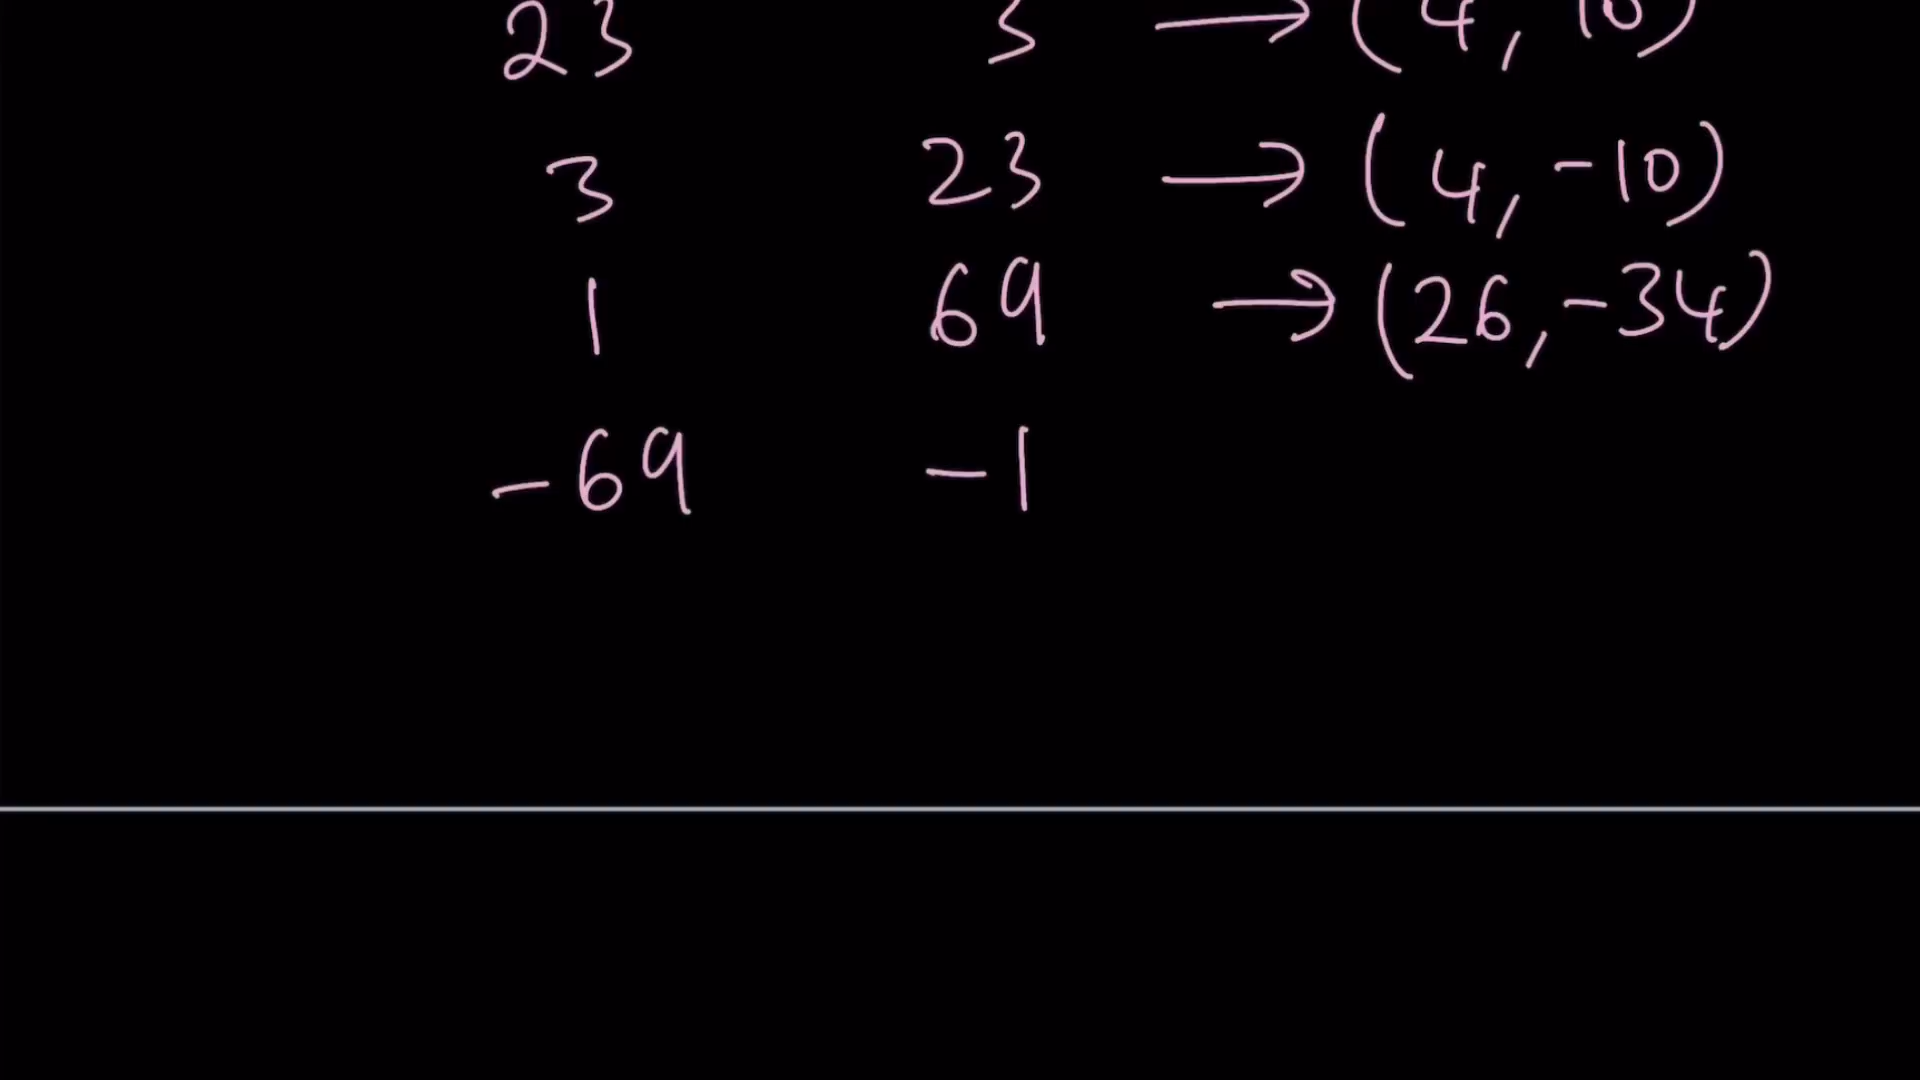 23 3 → (4, 10)
3 23 → (4, -10)
1 69 → (26, -34)
-69 -1